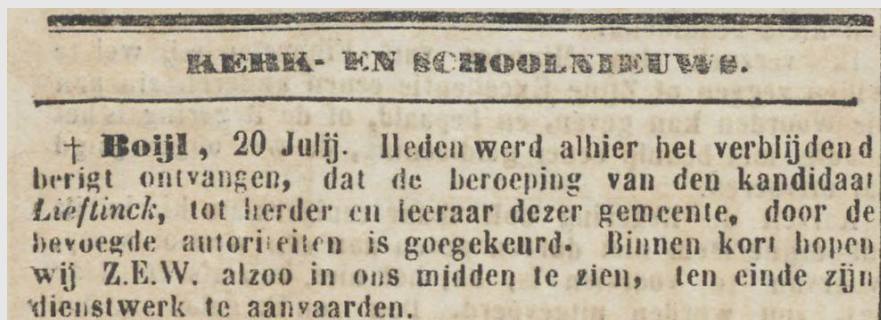 KERK- EN SCHOOLNIEUWS.
† Boijl, 20 Julij. Heden werd alhier het verblijdend
berigt ontvangen, dat de beroeping van den kandidaat
Lieftinck, tot herder en leeraar dezer gemeente, door de
bevoegde autoriteiten is goegekeurd. Binnen kort hopen
wij Z.E.W. alzoo in ons midden te zien, ten einde zijn
dienstwerk te aanvaarden.